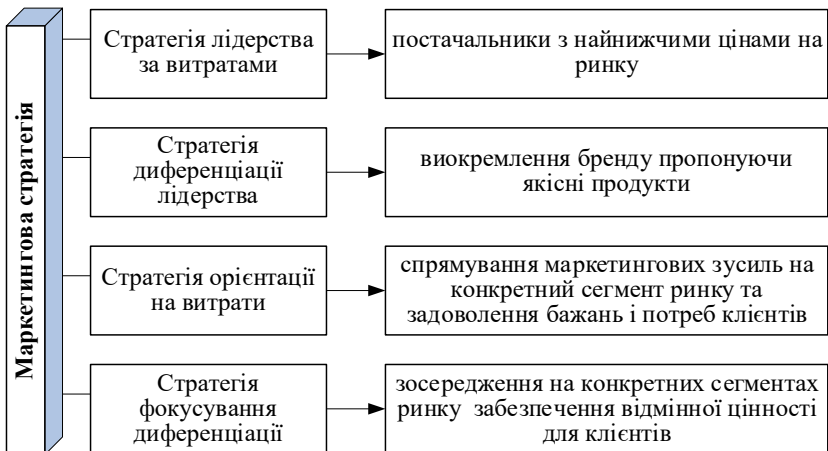 Маркетингова стратегія
Стратегія лідерства
за витратами
постачальники з найнижчими цінами на
ринку
Стратегія
диференціації
лідерства
виокремлення бренду пропонуючи
якісні продукти
Стратегія орієнтації
на витрати
спрямування маркетингових зусиль на
конкретний сегмент ринку та
задоволення бажань і потреб клієнтів
Стратегія
фокусування
диференціації
зосередження на конкретних сегментах
ринку забезпечення відмінної цінності
для клієнтів